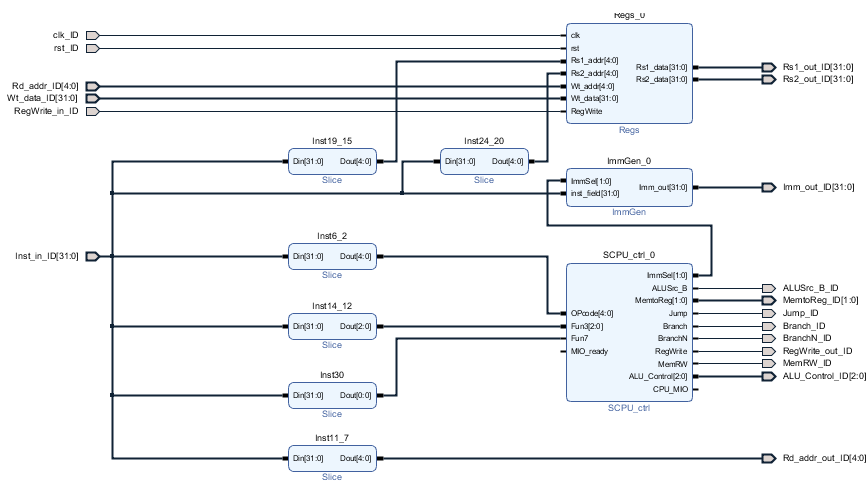 Regs_0
clk_ID
clk
rst_ID
rst
Rs1_addr[4:0]
Rs1_data[31:0]
Rs1_out_ID[31:0]
Rs2_addr[4:0]
Rs2_data[31:0]
Rs2_out_ID[31:0]
Rd_addr_ID[4:0]
Wt_addr[4:0]
Wt_data_ID[31:0]
Wt_data[31:0]
RegWrite_in_ID
RegWrite
Regs
Inst19_15
Din[31:0]
Dout[4:0]
Slice
Inst24_20
Din[31:0]
Dout[4:0]
Slice
ImmGen_0
ImmSel[1:0]
inst_field[31:0]
Imm_out[31:0]
Imm_out_ID[31:0]
ImmGen
Inst_in_ID[31:0]
Inst6_2
Din[31:0]
Dout[4:0]
Slice
Inst14_12
Din[31:0]
Dout[2:0]
Slice
Inst30
Din[31:0]
Dout[0:0]
Slice
SCPU_ctrl_0
OPcode[4:0]
Fun3[2:0]
Fun7
MIO_ready
ImmSel[1:0]
ALUSrc_B
MemtoReg[1:0]
Jump
Branch
BranchN
RegWrite
MemRW
ALU_Control[2:0]
CPU_MIO
SCPU_ctrl
ALUSrc_B_ID
MemtoReg_ID[1:0]
Jump_ID
Branch_ID
BranchN_ID
RegWrite_out_ID
MemRW_ID
ALU_Control_ID[2:0]
Inst11_7
Din[31:0]
Dout[4:0]
Slice
Rd_addr_out_ID[4:0]